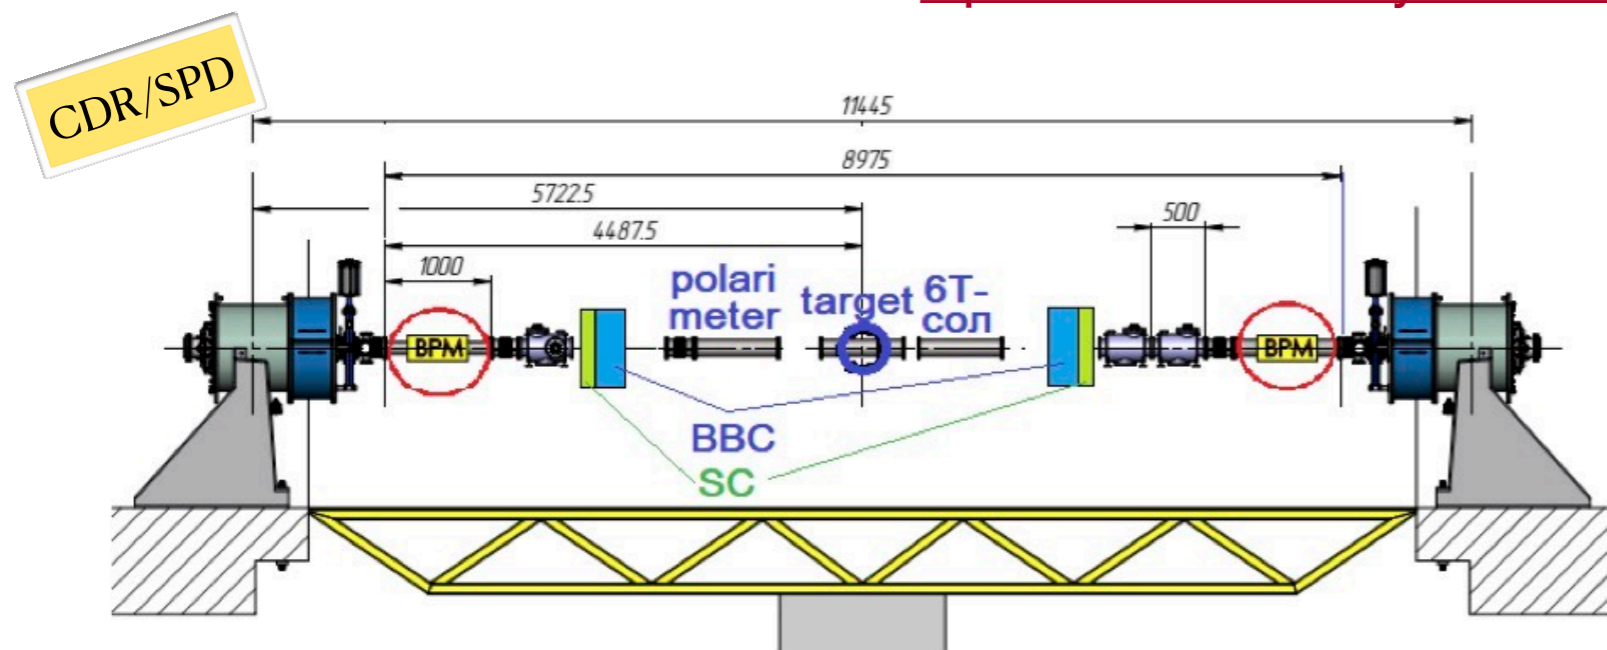 CDR/SPD
11445
8975
5722.5
4487.5
500
1000
polari
meter
target
6T-
сол
BPM
BPM
BBC
SC